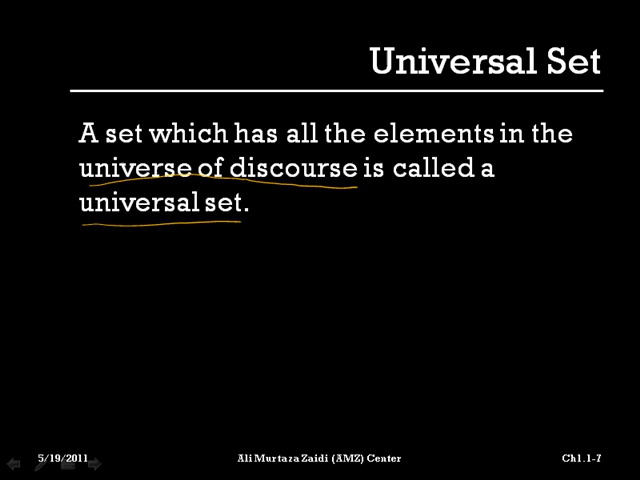 Universal Set
A set which has all the elements in the
universe of discourse is called a
universal set.
5/19/2011 Ali Murtaza Zaidi (AMZ) Center Ch1.1-7